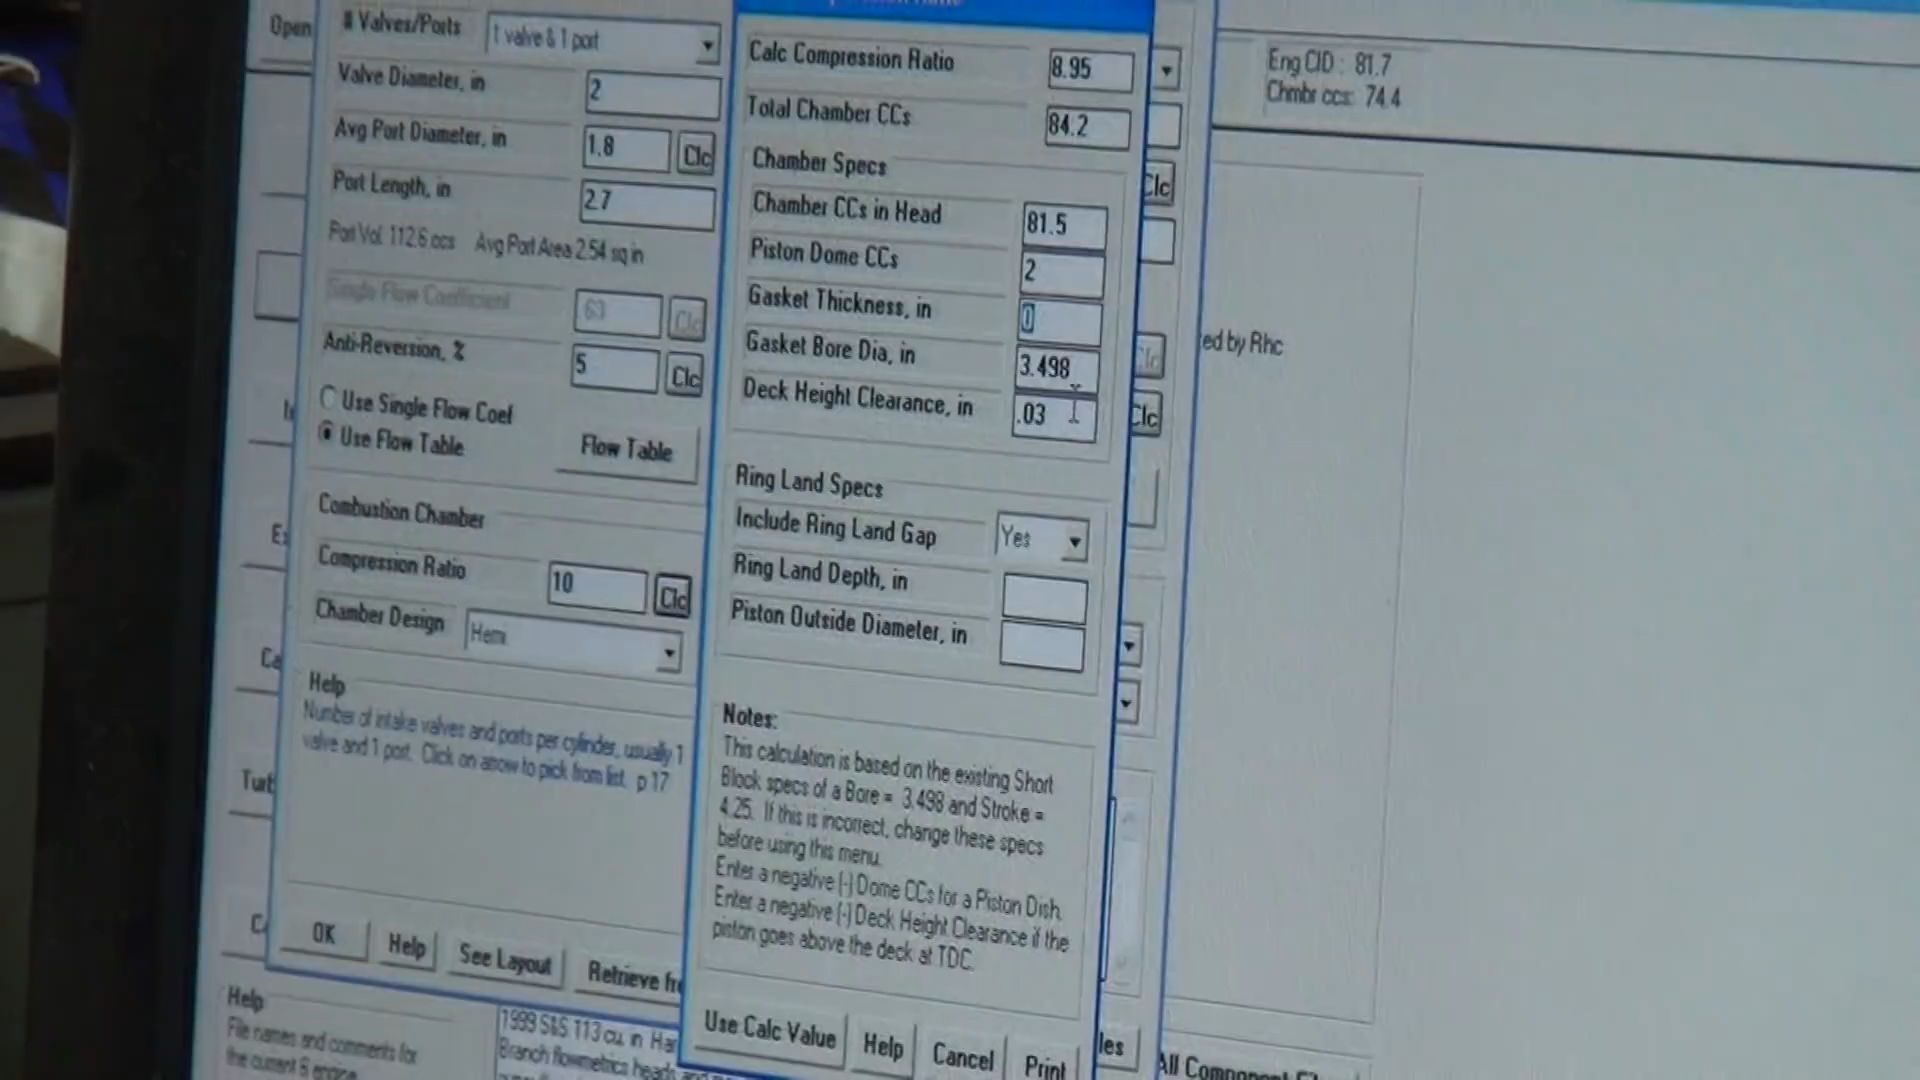 Open
# Valves/Ports 1 valve & 1 port
Valve Diameter, in 2
Avg Port Diameter, in 1.8 Clc
Port Length, in 2.7
Port Vol. 112.6 ccs Avg Port Area 2.54 sq in
Single Flow Coefficient 63 Clc
Anti-Reversion, % 5 Clc
Use Single Flow Coef
Use Flow Table
Flow Table
Combustion Chamber
Compression Ratio 10 Clc
Chamber Design Hemi
Help
Number of intake valves and ports per cylinder, usually 1
valve and 1 port. Click on arrow to pick from list. p 17
OK Help See Layout Retrieve
Calc Compression Ratio 8.95
Total Chamber CCs 84.2
Chamber Specs
Chamber CCs in Head 81.5
Piston Dome CCs 2
Gasket Thickness, in 0
Gasket Bore Dia, in 3.498
Deck Height Clearance, in .03
Ring Land Specs
Include Ring Land Gap Yes
Ring Land Depth, in
Piston Outside Diameter, in
Notes:
This calculation is based on the existing Short
Block specs of a Bore = 3.498 and Stroke =
4.25. If this is incorrect, change these specs
before using this menu.
Enter a negative (-) Dome CCs for a Piston Dish.
Enter a negative (-) Deck Height Clearance if the
piston goes above the deck at TDC.
Use Calc Value Help Cancel Print
Eng CID : 81.7
Chmbr ccs: 74.4
Clc
ed by Rhc
Clc
Clc
Help
File names and comments for
the current 6 engine
1999 S&S 113 cu. in Har
Branch flowmetrics heads and
les
All Component